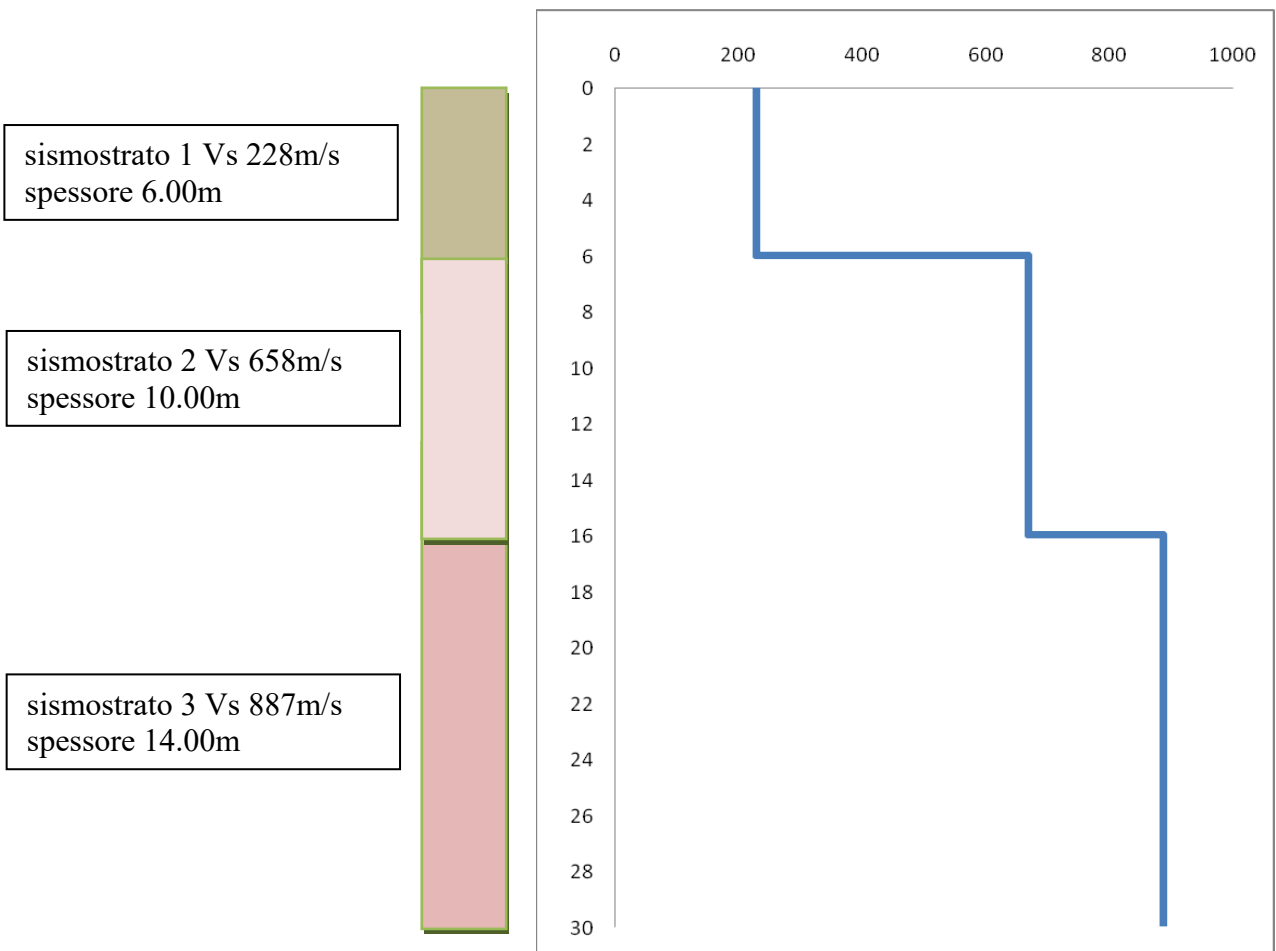 sismostrato 1 Vs 228m/s
spessore 6.00m
sismostrato 2 Vs 658m/s
spessore 10.00m
sismostrato 3 Vs 887m/s
spessore 14.00m
0 200 400 600 800 1000
0
2
4
6
8
10
12
14
16
18
20
22
24
26
28
30